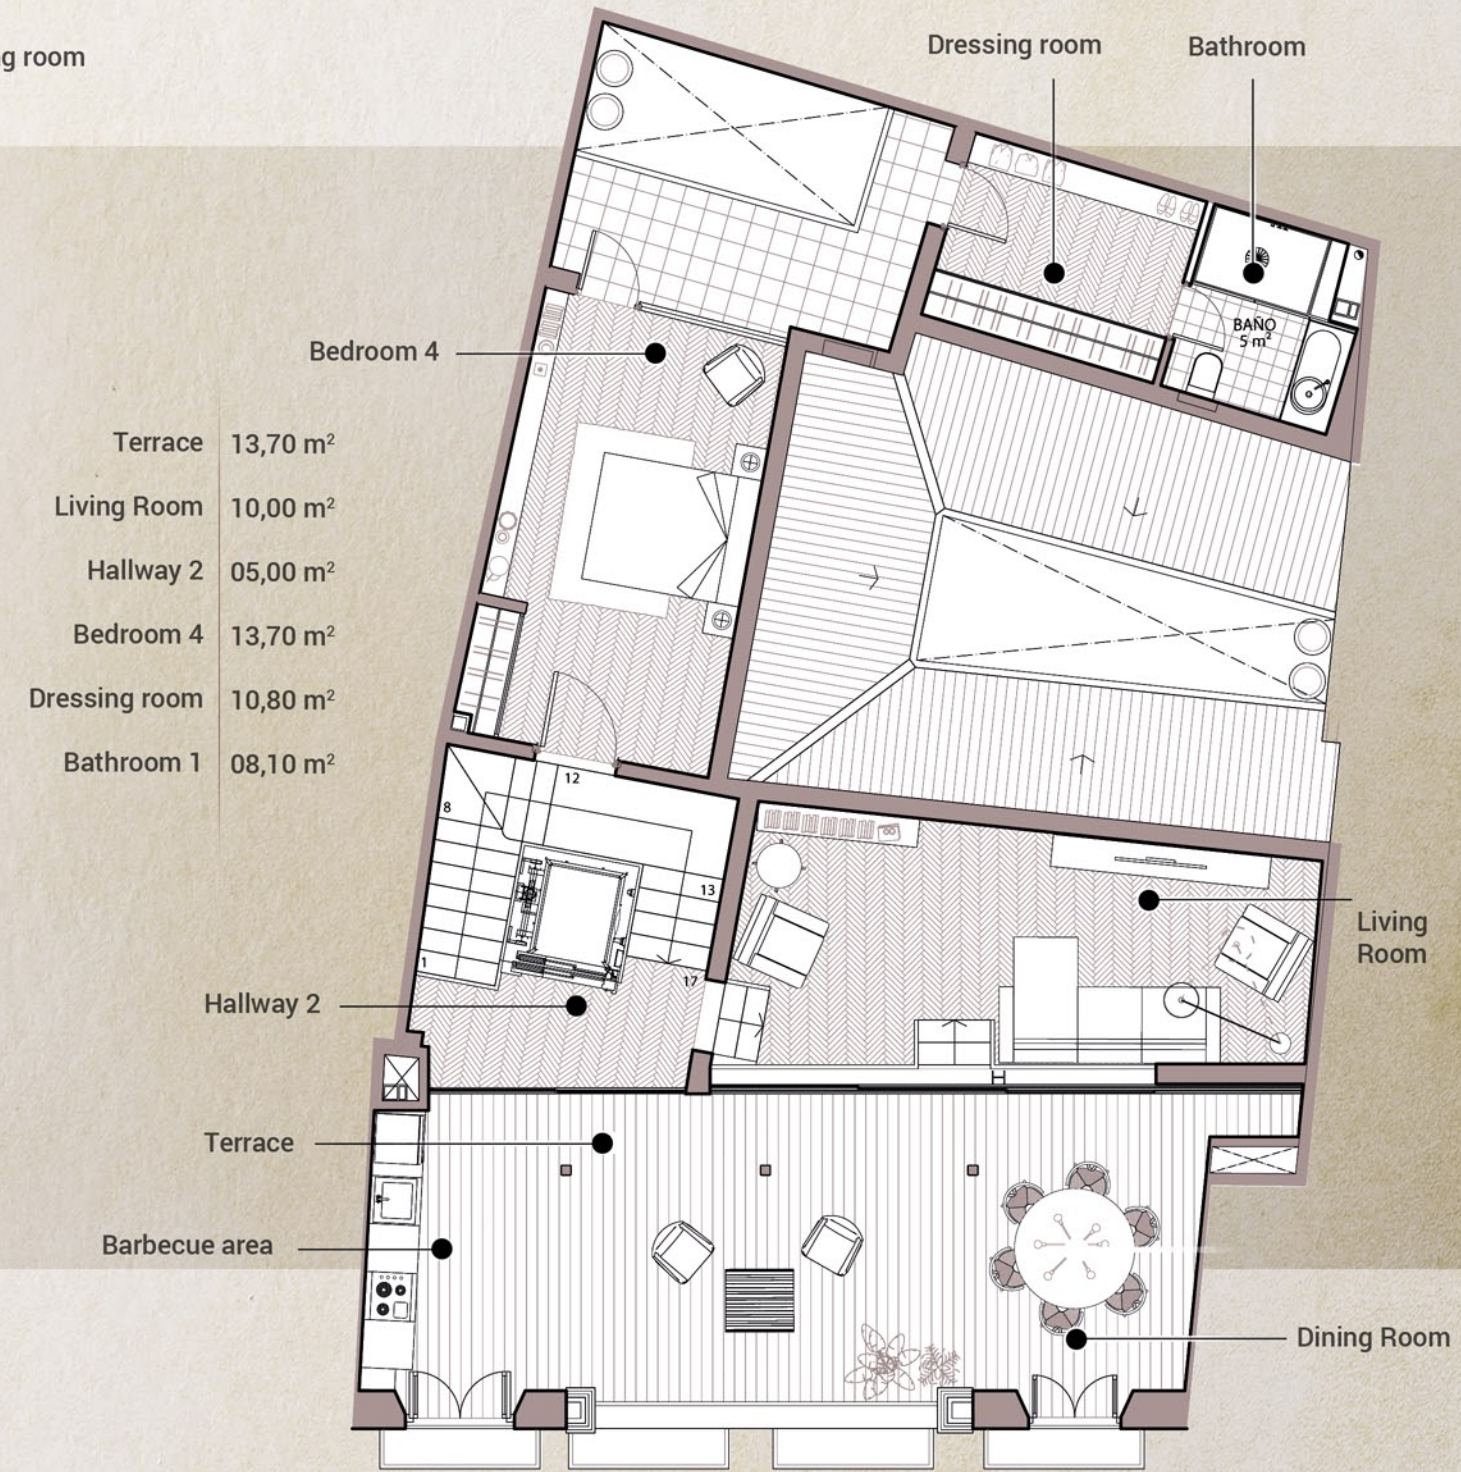 g room
Dressing room
Bathroom
BAÑO
5 m²
Bedroom 4
Terrace 13,70 m²
Living Room 10,00 m²
Hallway 2 05,00 m²
Bedroom 4 13,70 m²
Dressing room 10,80 m²
Bathroom 1 08,10 m²
12
8
13
1
17
Living
Room
Hallway 2
Terrace
Barbecue area
Dining Room